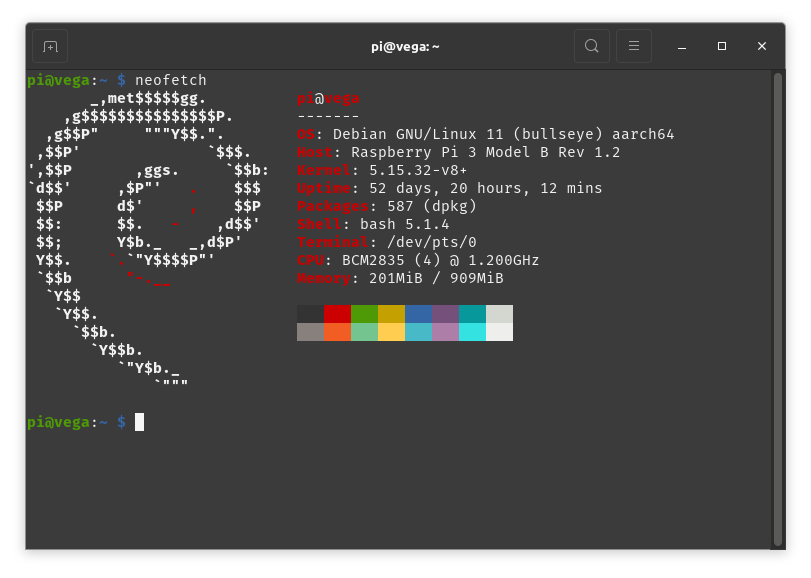 pi@vega: ~
pi@vega:~ $ neofetch
       _,met$$$$$gg.          pi@vega
    ,g$$$$$$$$$$$$$$$P.       -------
  ,g$$P"     """Y$$.".        OS: Debian GNU/Linux 11 (bullseye) aarch64
 ,$$P'              `$$$.     Host: Raspberry Pi 3 Model B Rev 1.2
',$$P       ,ggs.     `$$b:   Kernel: 5.15.32-v8+
`d$$'     ,$P"'   .    $$$    Uptime: 52 days, 20 hours, 12 mins
 $$P      d$'     ,    $$P    Packages: 587 (dpkg)
 $$:      $$.   -    ,d$$'    Shell: bash 5.1.4
 $$;      Y$b._   _,d$P'      Terminal: /dev/pts/0
 Y$$.    `.`"Y$$$$P"'         CPU: BCM2835 (4) @ 1.200GHz
 `$$b      "-.__              Memory: 201MiB / 909MiB
  `Y$$
   `Y$$.
     `$$b.
       `Y$$b.
          `"Y$b._
              `"""
pi@vega:~ $